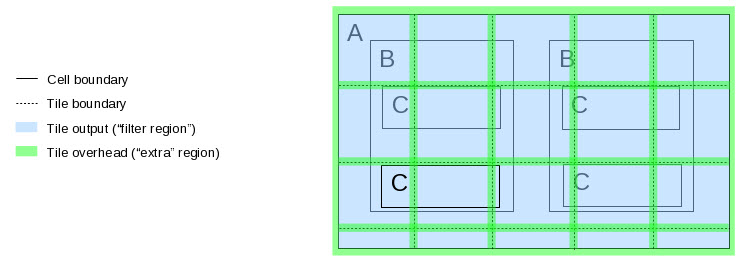 Cell boundary
Tile boundary
Tile output (“filter region”)
Tile overhead (“extra” region)
A
B B
C C
C C